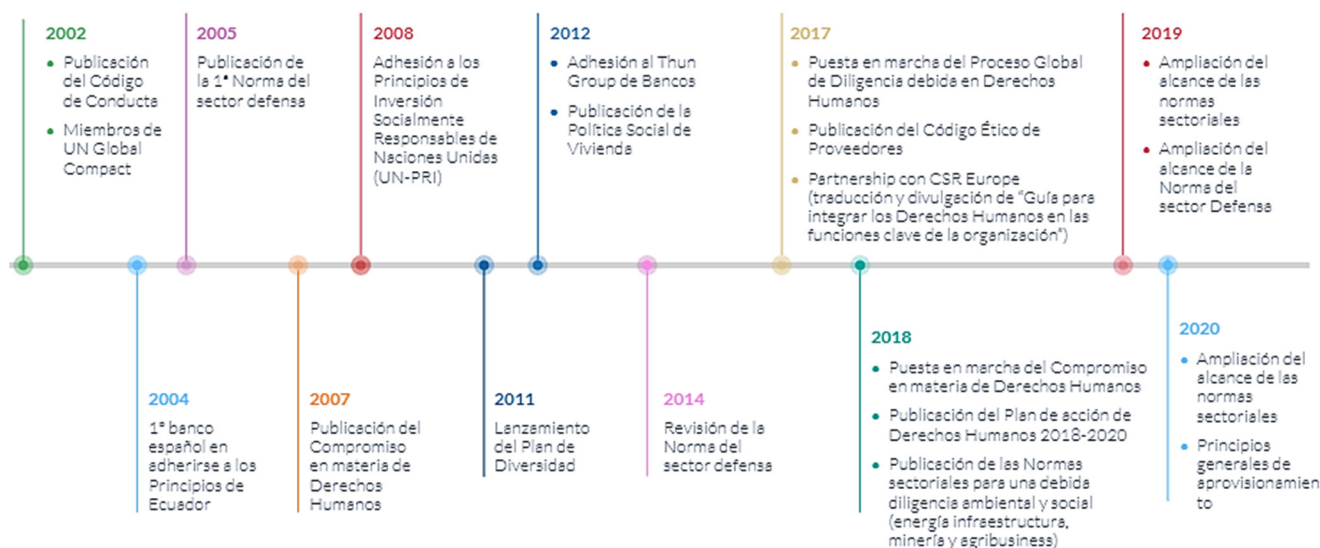 2002
Publicación
del Código
de Conducta
Miembros de
UN Global
Compact
2005
Publicación de
la 1ª Norma del
sector defensa
2008
Adhesión a los
Principios de
Inversión
Socialmente
Responsables de
Naciones Unidas
(UN-PRI)
2012
Adhesión al Thun
Group de Bancos
Publicación de la
Política Social de
Vivienda
2017
Puesta en marcha del Proceso Global
de Diligencia debida en Derechos
Humanos
Publicación del Código Ético de
Proveedores
Partnership con CSR Europe
(traducción y divulgación de “Guía para
integrar los Derechos Humanos en las
funciones clave de la organización”)
2019
Ampliación del
alcance de las
normas
sectoriales
Ampliación del
alcance de la
Norma del
sector Defensa
2004
1º banco
español en
adherirse a los
Principios de
Ecuador
2007
Publicación del
Compromiso
en materia de
Derechos
Humanos
2011
Lanzamiento
del Plan de
Diversidad
2014
Revisión de la
Norma del
sector defensa
2018
Puesta en marcha del Compromiso
en materia de Derechos Humanos
Publicación del Plan de acción de
Derechos Humanos 2018-2020
Publicación de las Normas
sectoriales para una debida
diligencia ambiental y social
(energía infraestructura,
minería y agribusiness)
2020
Ampliación del
alcance de las
normas
sectoriales
Principios
generales de
aprovisionamien
to